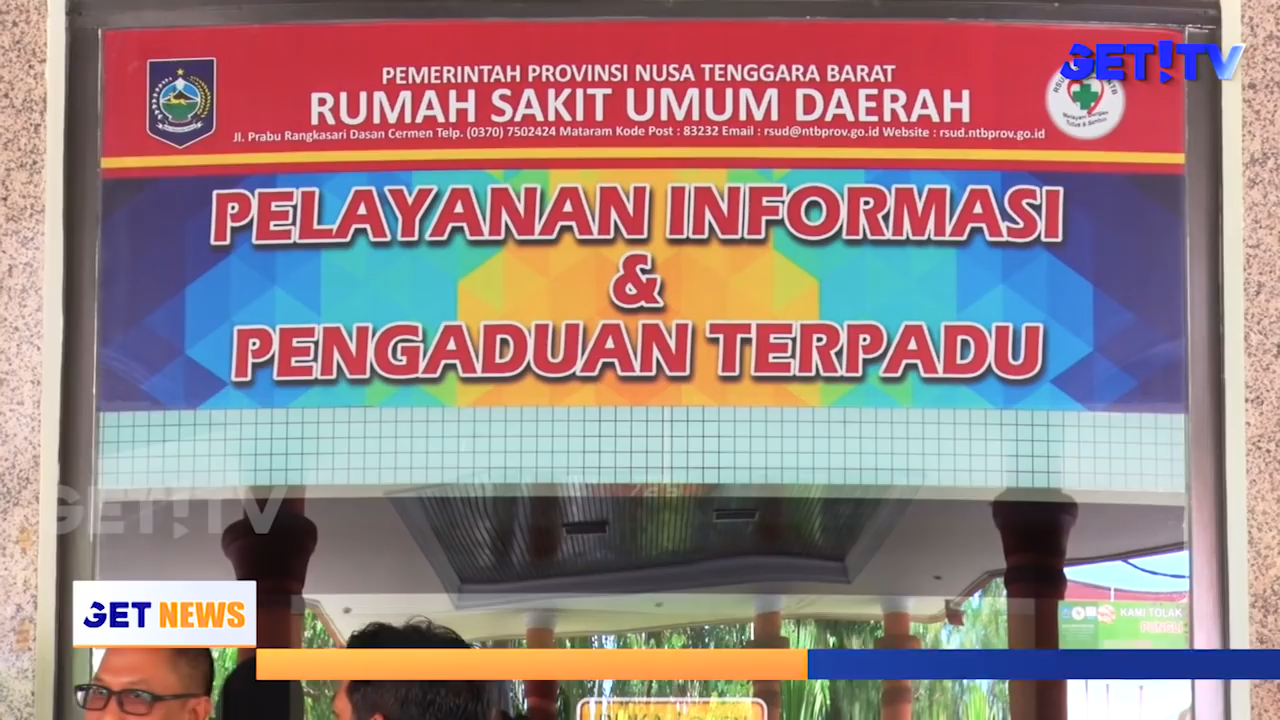 GET!TV
PEMERINTAH PROVINSI NUSA TENGGARA BARAT
RUMAH SAKIT UMUM DAERAH
Jl. Prabu Rangkasari Dasan Cermen Telp. (0370) 7502424 Mataram Kode Post : 83232 Email : rsud@ntbprov.go.id Website : rsud.ntbprov.go.id
PELAYANAN INFORMASI
&
PENGADUAN TERPADU
GET!TV
KAMI TOLAK
PUNGLI
GET NEWS